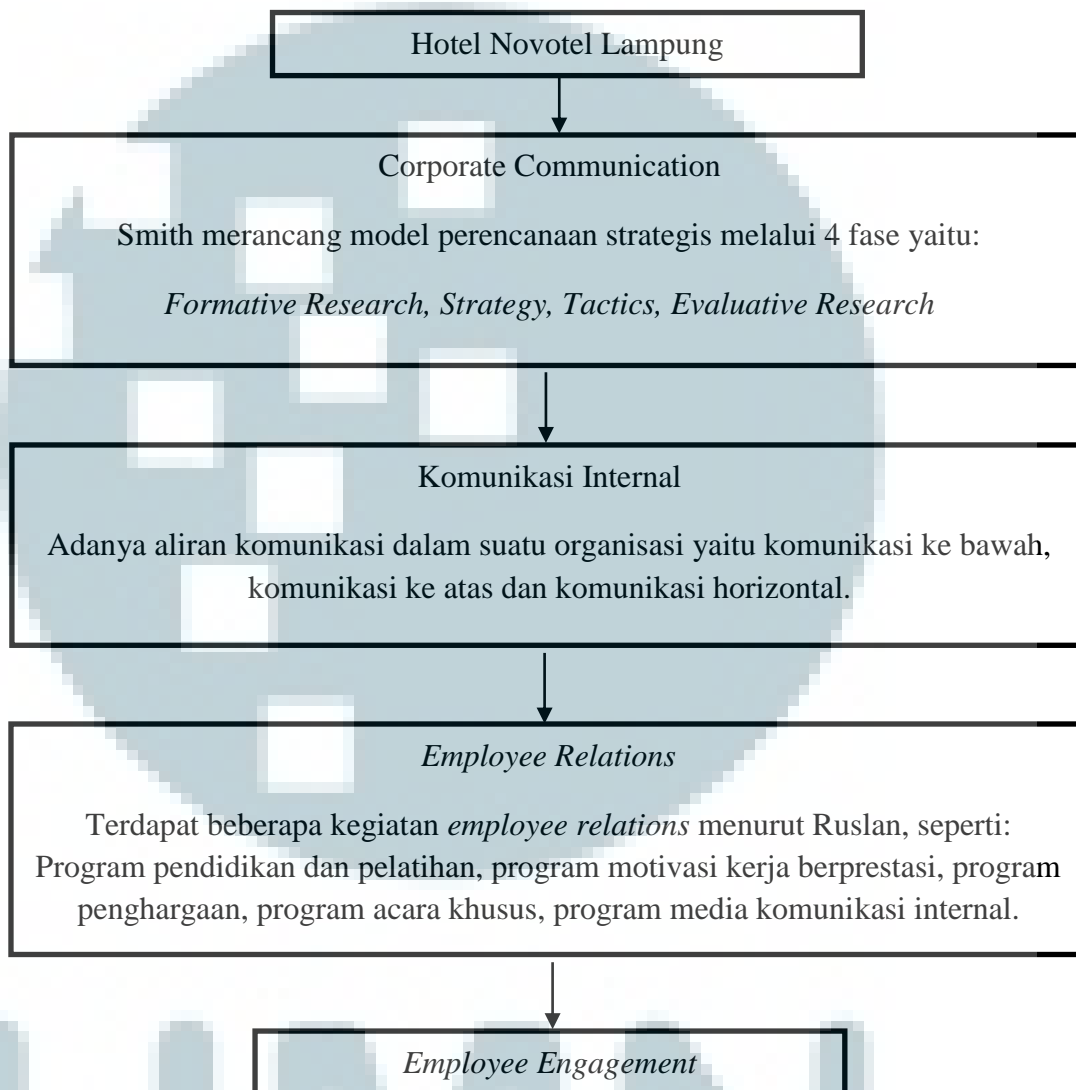 Hotel Novotel Lampung
Corporate Communication
Smith merancang model perencanaan strategis melalui 4 fase yaitu:
Formative Research, Strategy, Tactics, Evaluative Research
Komunikasi Internal
Adanya aliran komunikasi dalam suatu organisasi yaitu komunikasi ke bawah,
komunikasi ke atas dan komunikasi horizontal.
Employee Relations
Terdapat beberapa kegiatan employee relations menurut Ruslan, seperti:
Program pendidikan dan pelatihan, program motivasi kerja berprestasi, program
penghargaan, program acara khusus, program media komunikasi internal.
Employee Engagement